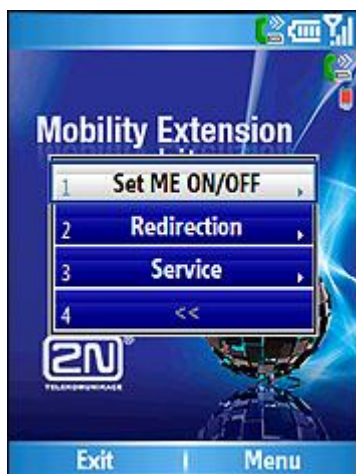 Mobility Extension
1 Set ME ON/OFF
2 Redirection
3 Service
4 <<
2N®
TELEKOMUNIKACE
Exit Menu